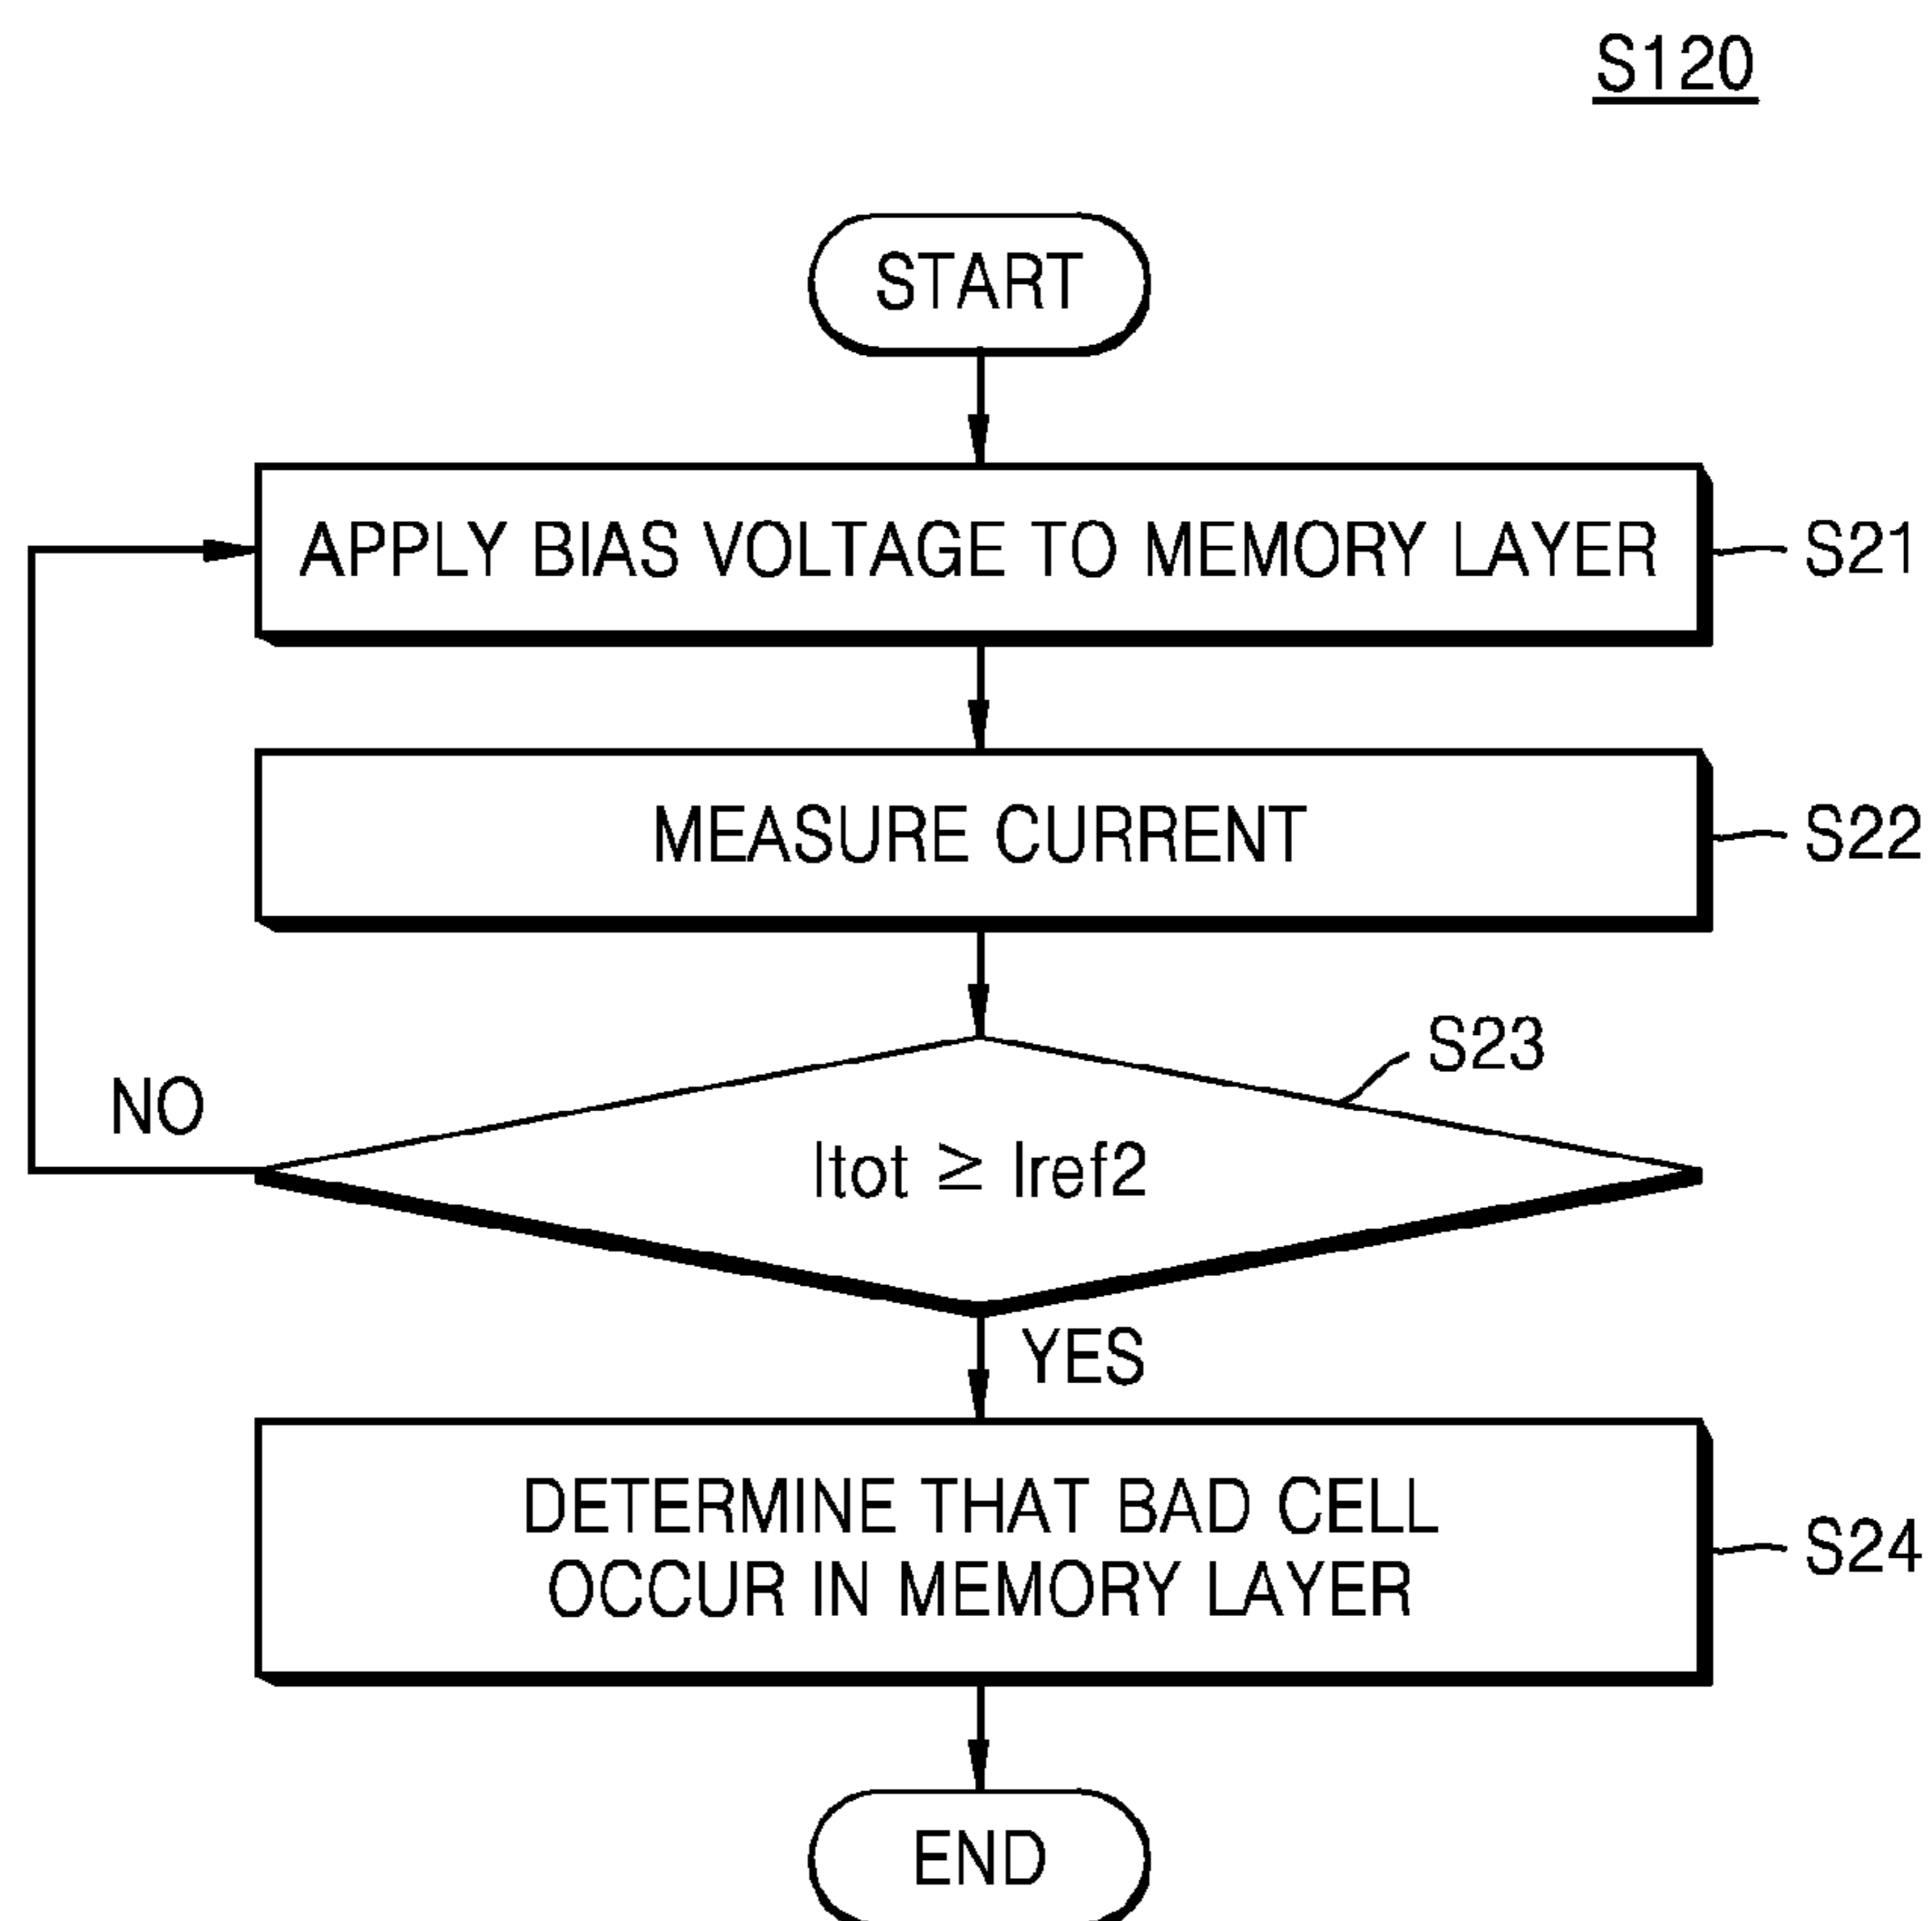 S120
START
APPLY BIAS VOLTAGE TO MEMORY LAYER
S21
MEASURE CURRENT
S22
S23
NO
Itot ≥ Iref2
YES
DETERMINE THAT BAD CELL
OCCUR IN MEMORY LAYER
S24
END